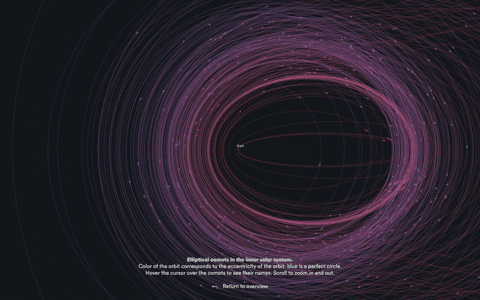 Sun
Elliptical comets in the inner solar system.
Color of the orbit corresponds to the eccentricity of the orbit: blue is a perfect circle.
Hover the cursor over the comets to see their names. Scroll to zoom in and out.
← Return to overview